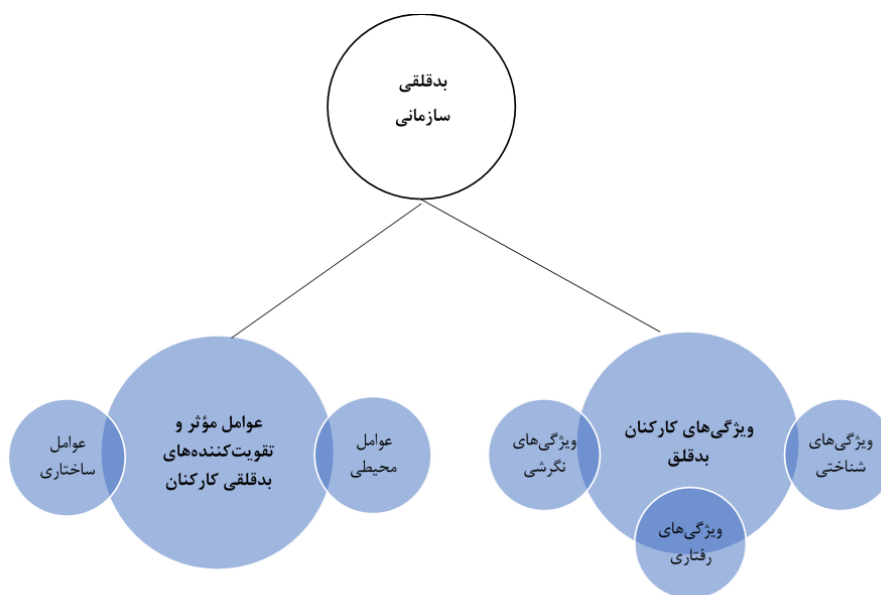 بدقلقی
سازمانی
ویژگی‌های کارکنان
بدقلق
ویژگی‌های
شناختی
ویژگی‌های
رفتاری
ویژگی‌های
نگرشی
عوامل مؤثر و
تقویت‌کننده‌های
بدقلقی کارکنان
عوامل
محیطی
عوامل
ساختاری